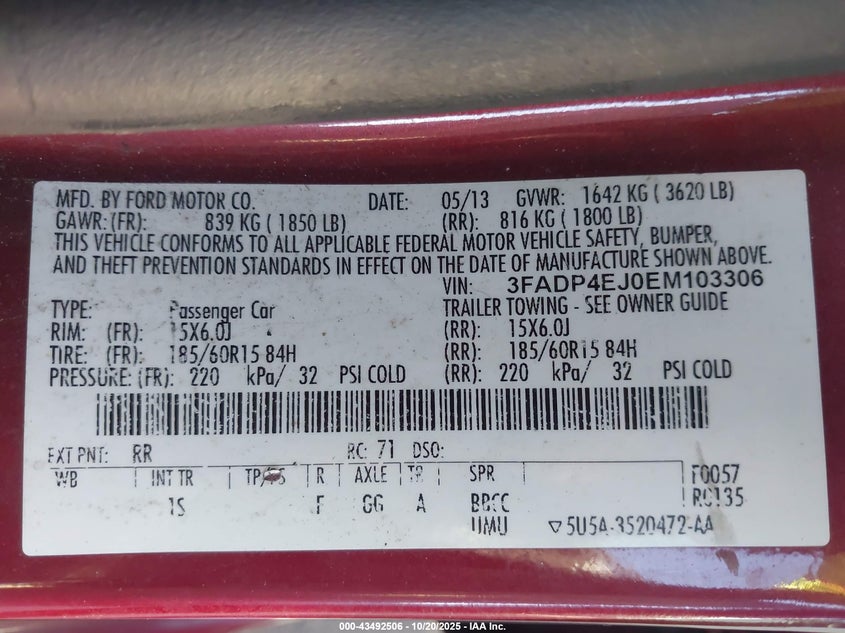 MFD. BY FORD MOTOR CO. DATE: 05/13 GVWR: 1642 KG ( 3620 LB)
GAWR: (FR): 839 KG ( 1850 LB) (RR): 816 KG ( 1800 LB)
THIS VEHICLE CONFORMS TO ALL APPLICABLE FEDERAL MOTOR VEHICLE SAFETY, BUMPER,
AND THEFT PREVENTION STANDARDS IN EFFECT ON THE DATE OF MANUFACTURE SHOWN ABOVE.
VIN: 3FADP4EJ0EM103306
TYPE: Passenger Car TRAILER TOWING - SEE OWNER GUIDE
RIM: (FR): 15X6.0J (RR): 15X6.0J
TIRE: (FR): 185/60R15 84H (RR): 185/60R15 84H
PRESSURE: (FR): 220 kPa/ 32 PSI COLD (RR): 220 kPa/ 32 PSI COLD
EXT PNT: RR RC: 71 DSO:
WB INT TR R AXLE TR SPR F0057
1S F GG A BBCC RC135
UMU ▽5U5A-3520472-AA
000-43492506 - 10/20/2025 - IAA Inc.